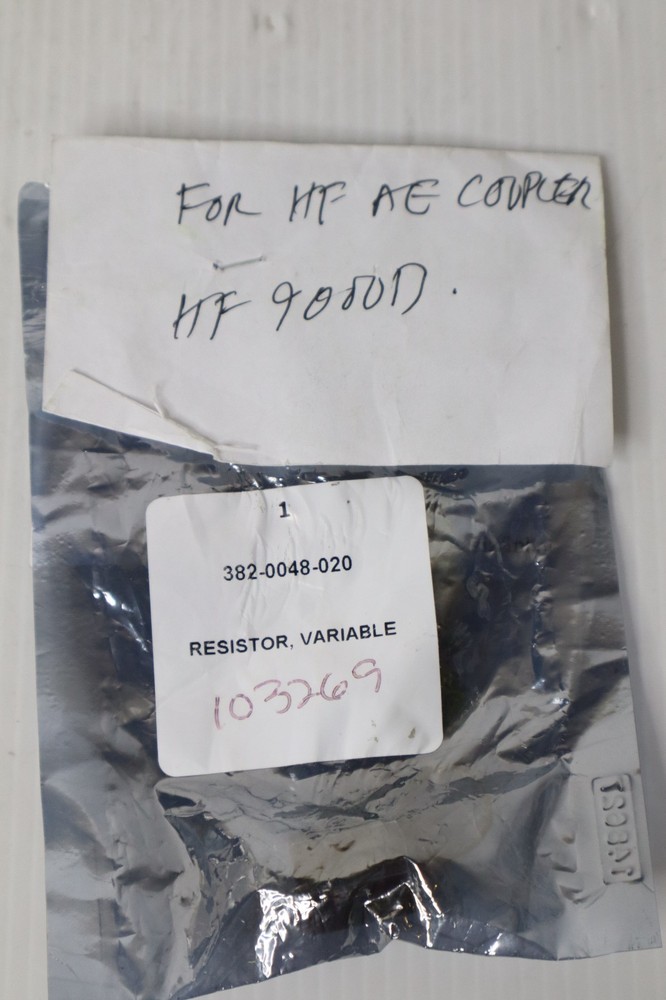 FOR HF AE COUPLER
HF 9000D.
1
382-0048-020
RESISTOR, VARIABLE
103269